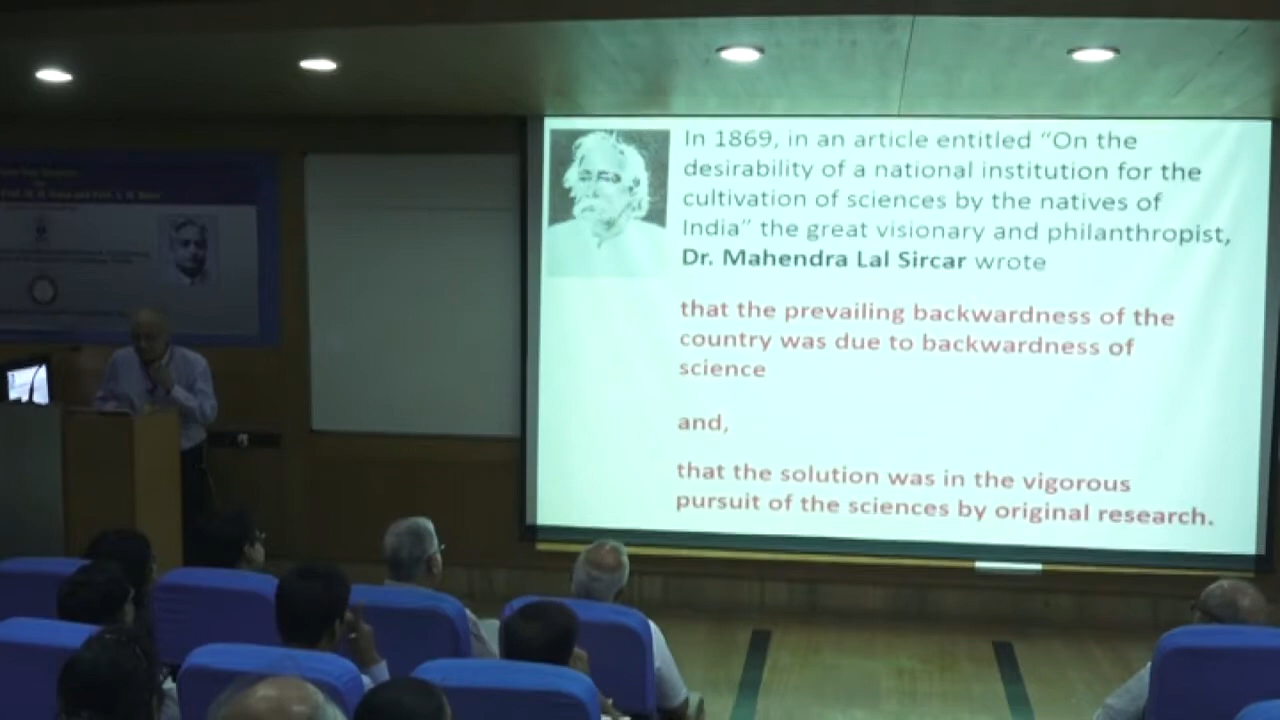 In 1869, in an article entitled “On the
desirability of a national institution for the
cultivation of sciences by the natives of
India” the great visionary and philanthropist,
Dr. Mahendra Lal Sircar wrote
that the prevailing backwardness of the
country was due to backwardness of
science
and,
that the solution was in the vigorous
pursuit of the sciences by original research.